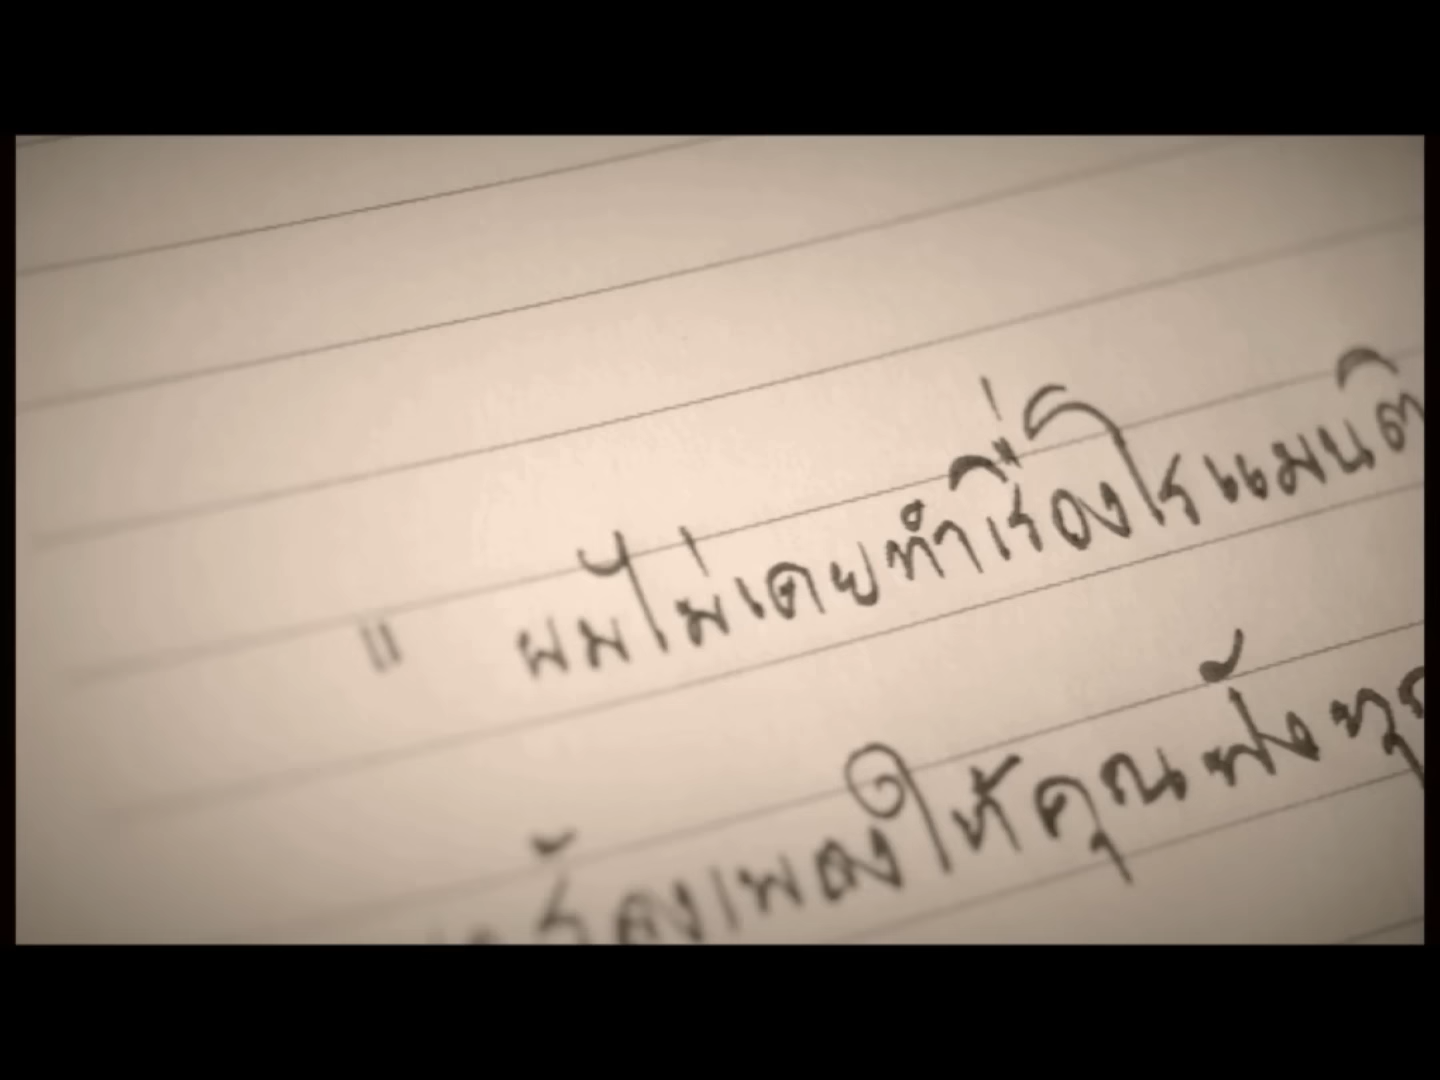 " ผมไม่เคยทำเรื่องโรแมนติ
ร้องเพลงให้คุณฟังทุก